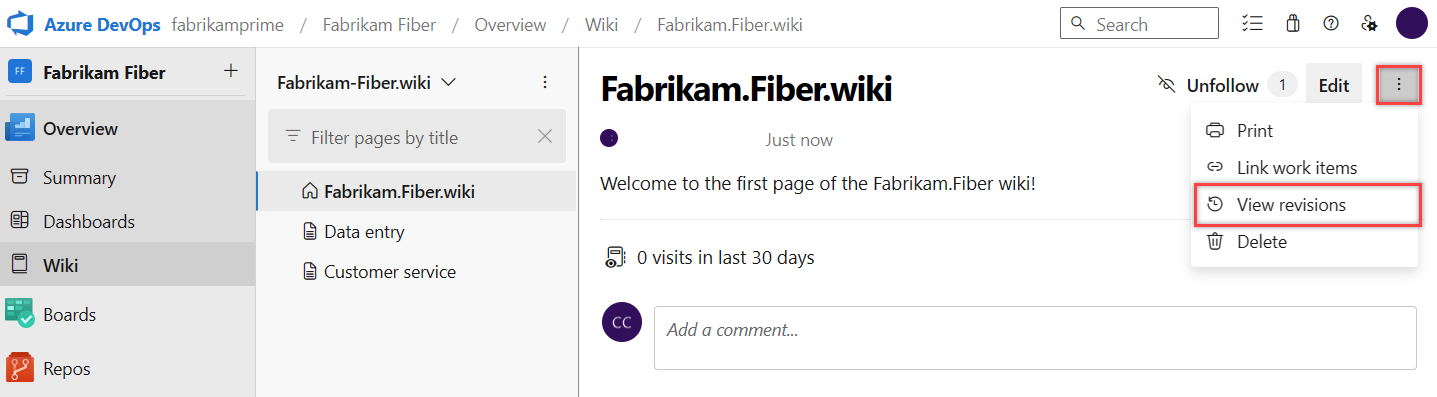 Azure DevOps fabrikamprime / Fabrikam Fiber / Overview / Wiki / Fabrikam.Fiber.wiki
Search
FF Fabrikam Fiber +
Overview
Summary
Dashboards
Wiki
Boards
Repos
Fabrikam-Fiber.wiki
Filter pages by title
Fabrikam.Fiber.wiki
Data entry
Customer service
Fabrikam.Fiber.wiki
Unfollow 1 Edit
Just now
Welcome to the first page of the Fabrikam.Fiber wiki!
0 visits in last 30 days
CC Add a comment...
Print
Link work items
View revisions
Delete